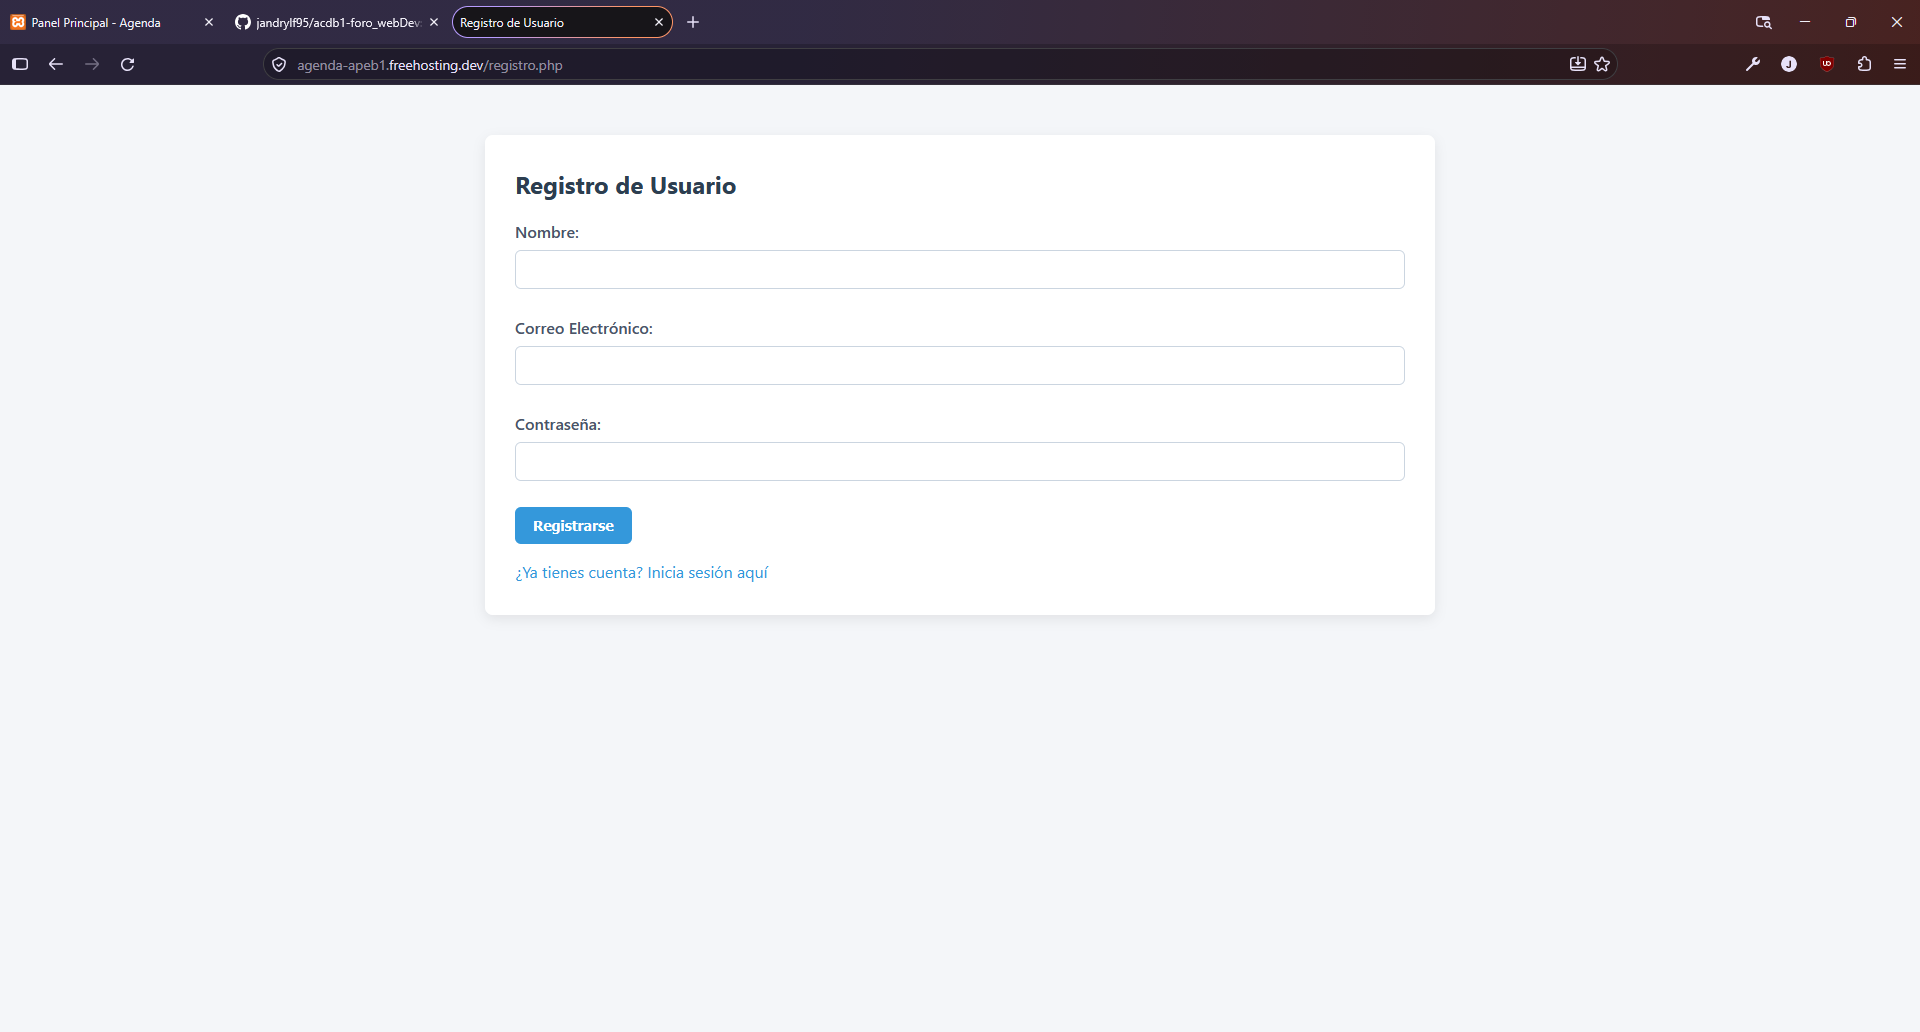 Panel Principal - Agenda
jandrylf95/acdb1-foro_webDev
Registro de Usuario
agenda-apeb1.freehosting.dev/registro.php
J
UO
Registro de Usuario
Nombre:
Correo Electrónico:
Contraseña:
Registrarse
¿Ya tienes cuenta? Inicia sesión aquí